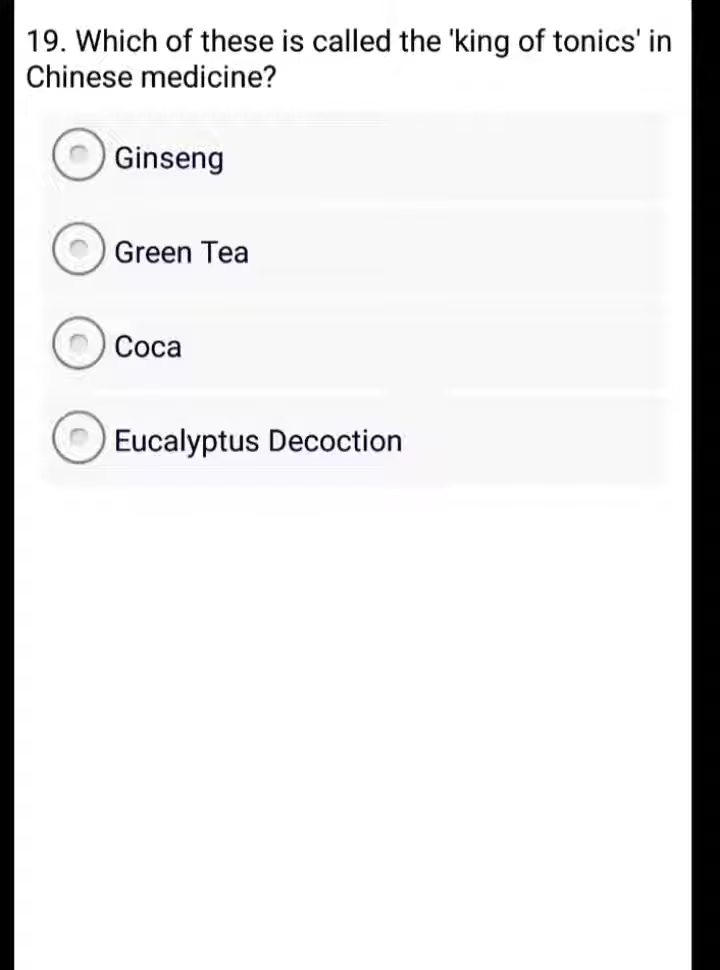 19. Which of these is called the 'king of tonics' in
Chinese medicine?
Ginseng
Green Tea
Coca
Eucalyptus Decoction